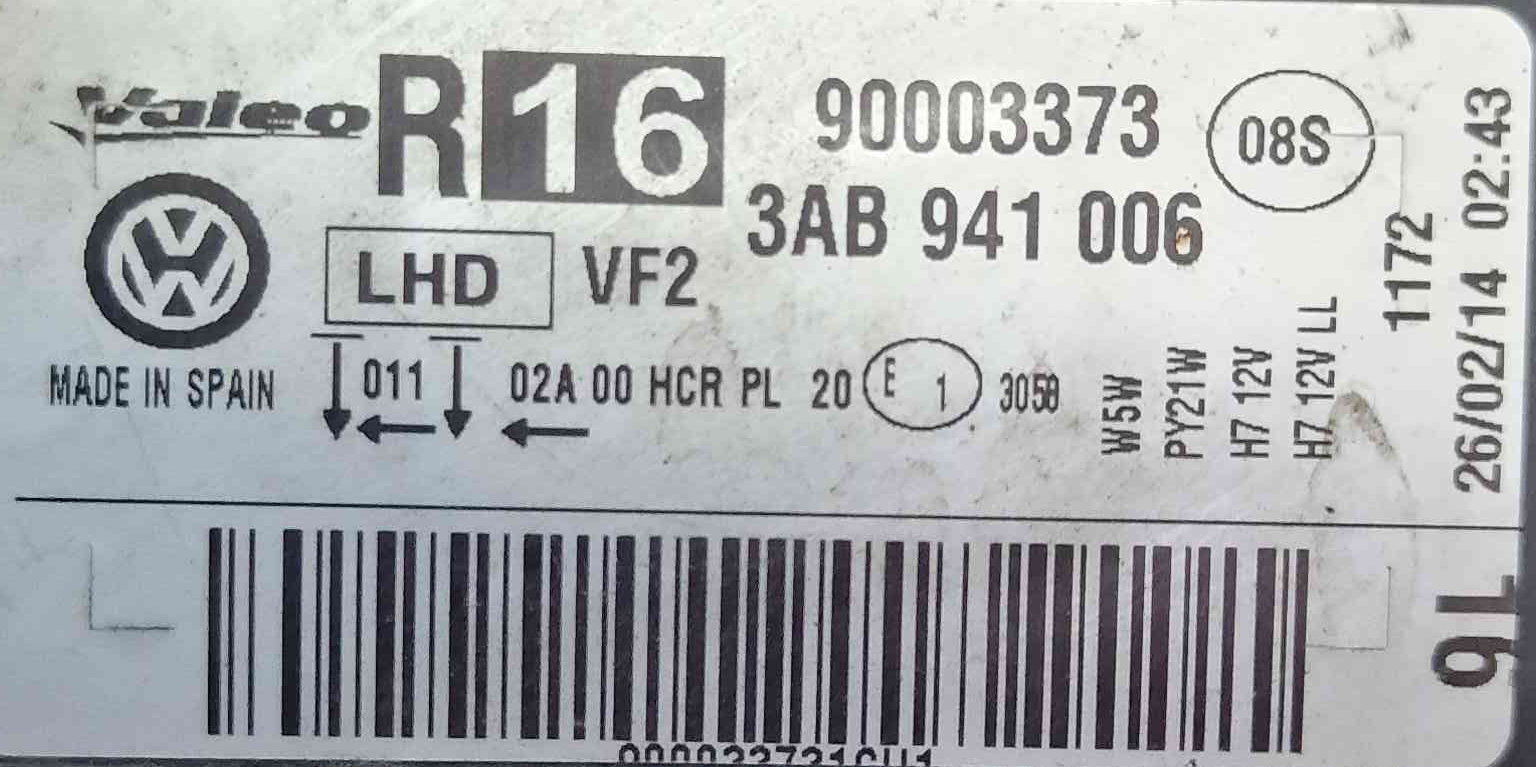 Valeo R 16 90003373 08S
3AB 941 006
LHD VF2
MADE IN SPAIN 011 02A 00 HCR PL 20 E 1 3058
W5W
PY21W
H7 12V
H7 12V LL
1172
26/02/14 02:43
9L